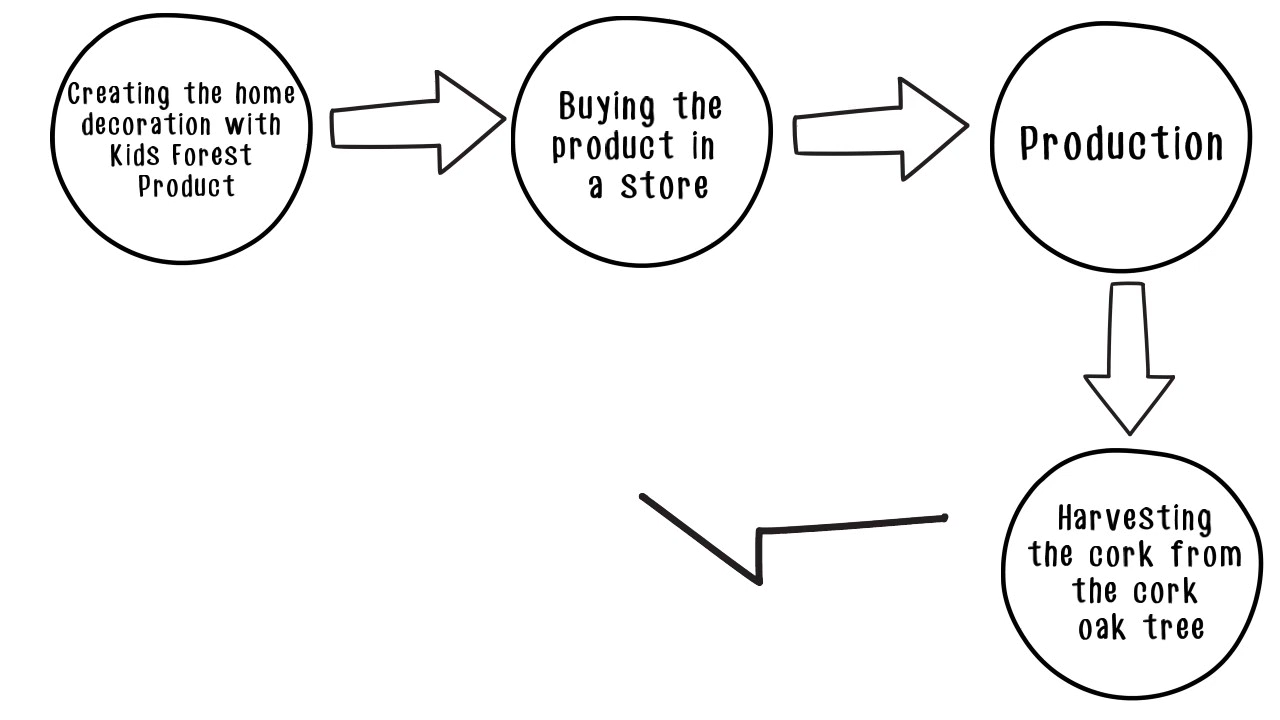 Creating the home
decoration with
Kids Forest
Product
Buying the
product in
a store
Production
Harvesting
the cork from
the cork
oak tree